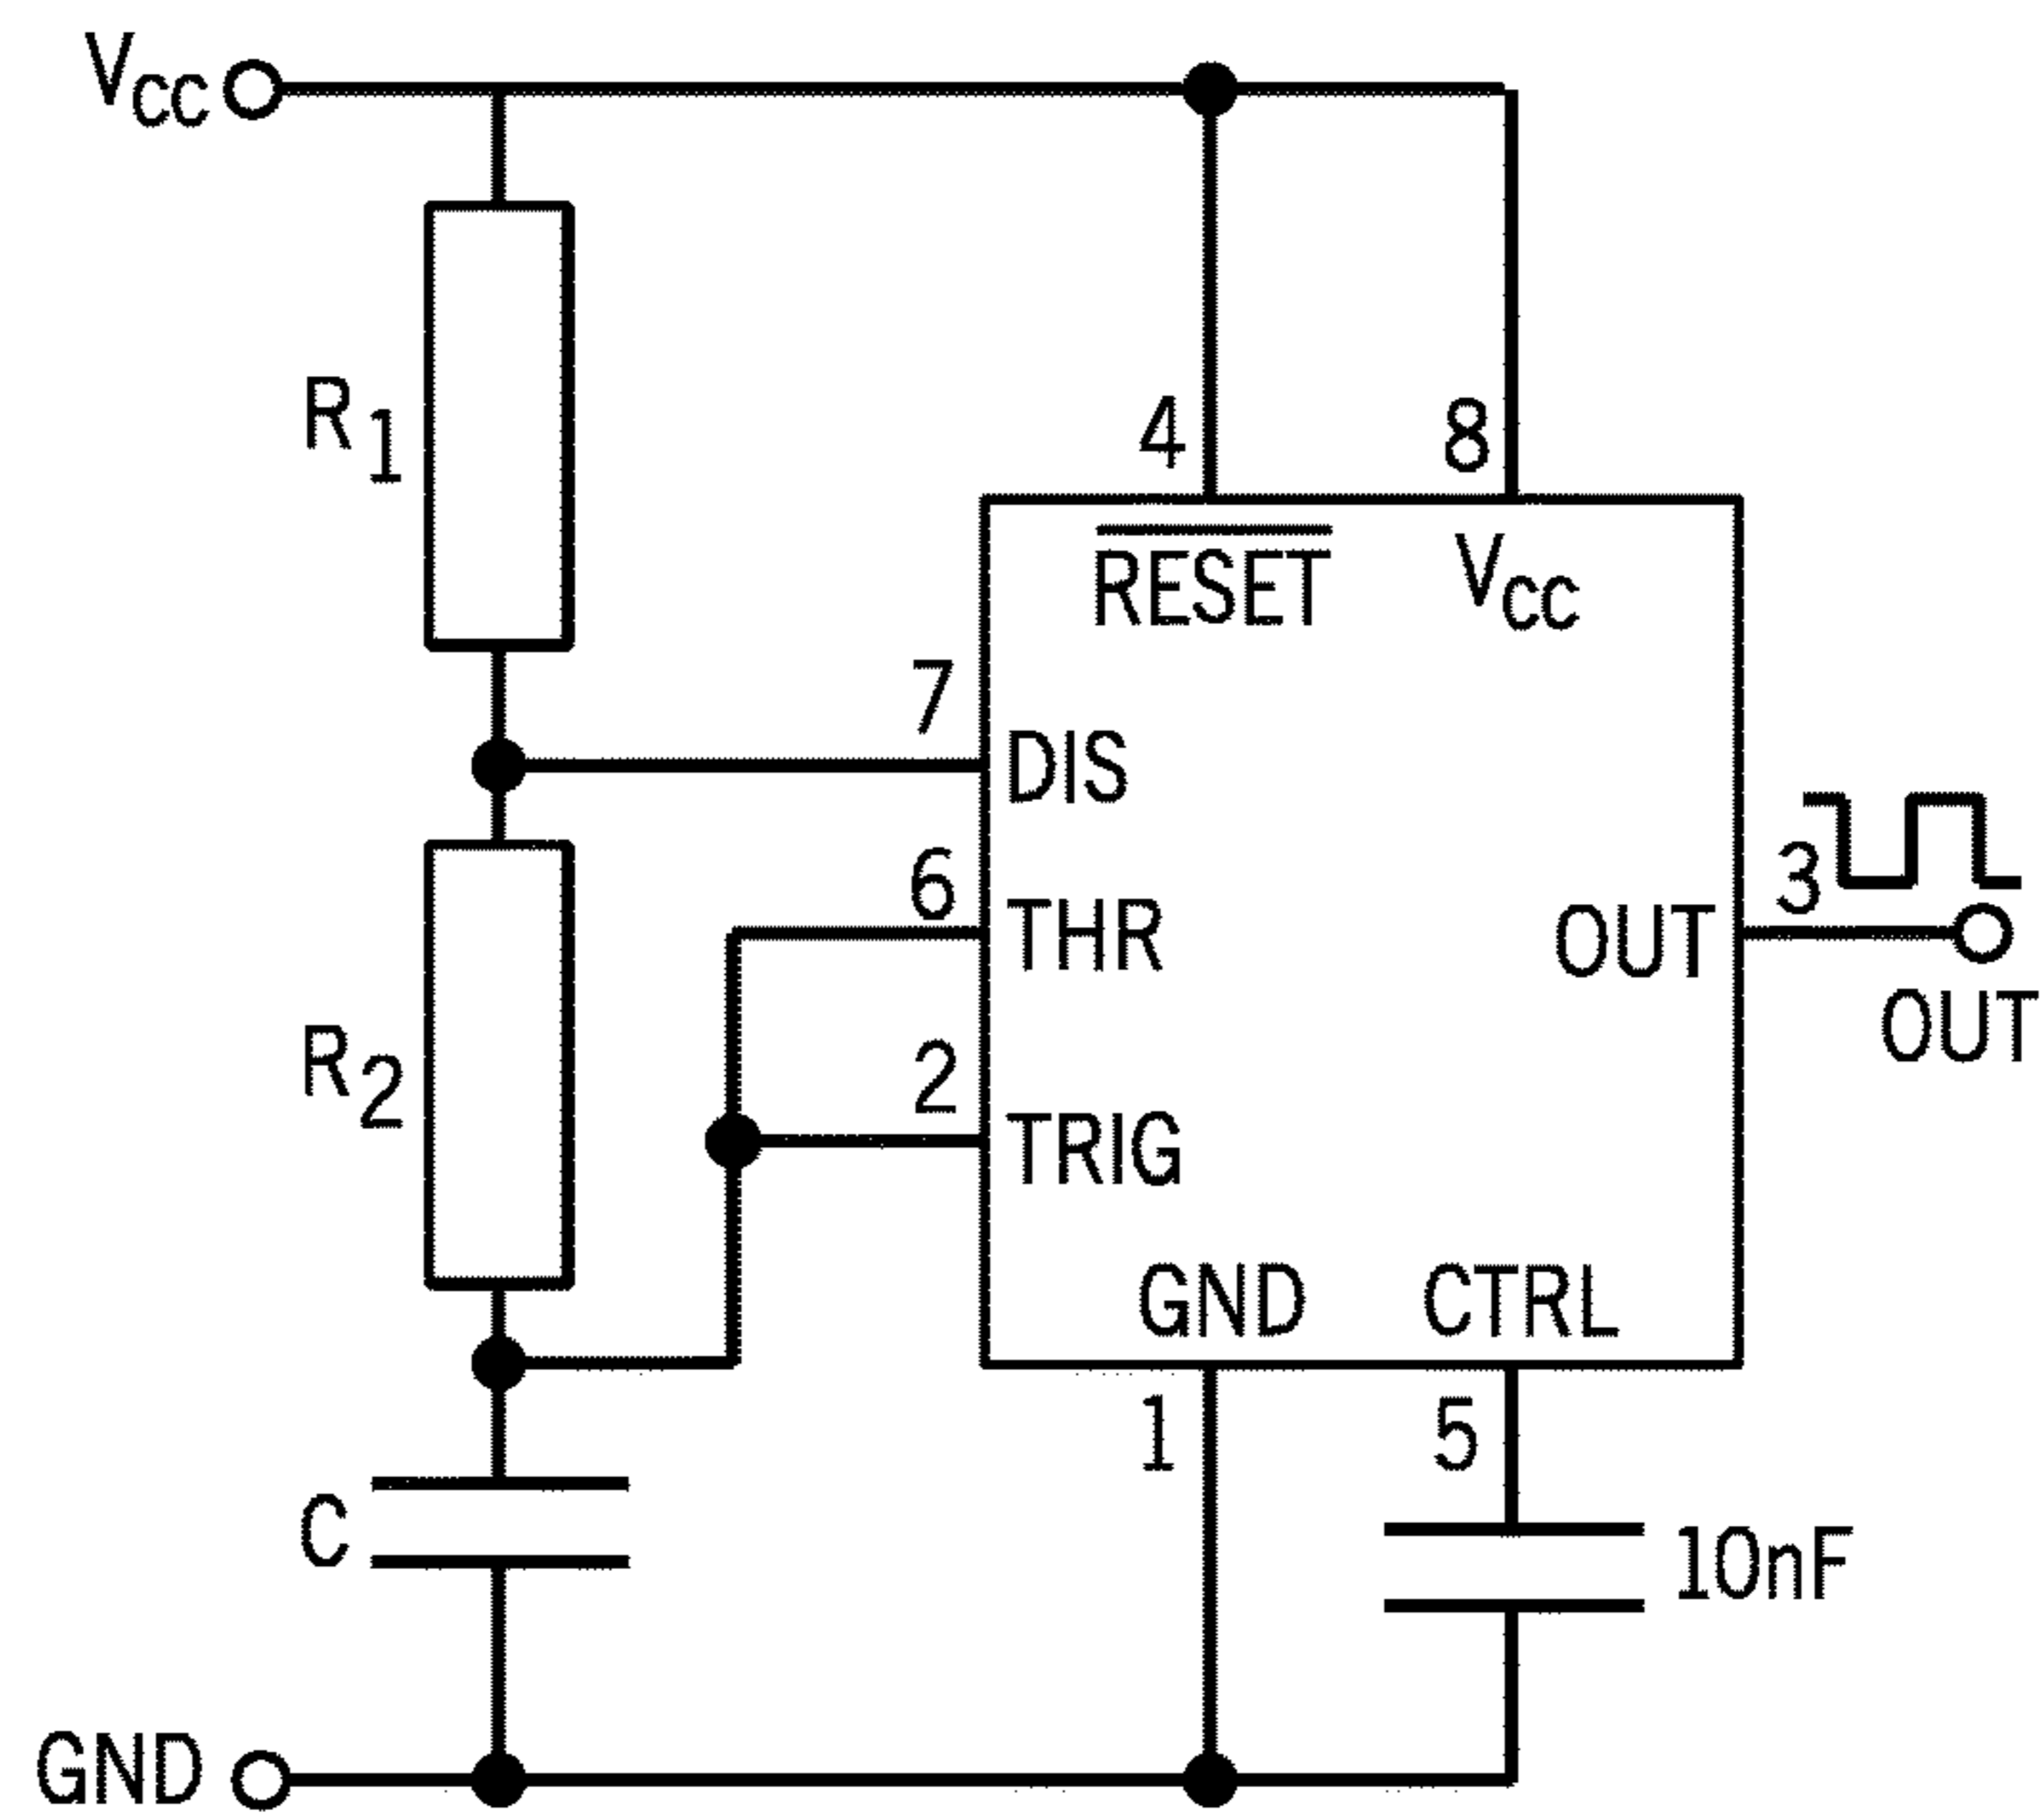 VCC
R1
4
8
RESET
VCC
7
DIS
6
THR
3
OUT
OUT
R2
2
TRIG
GND
CTRL
1
5
C
10nF
GND